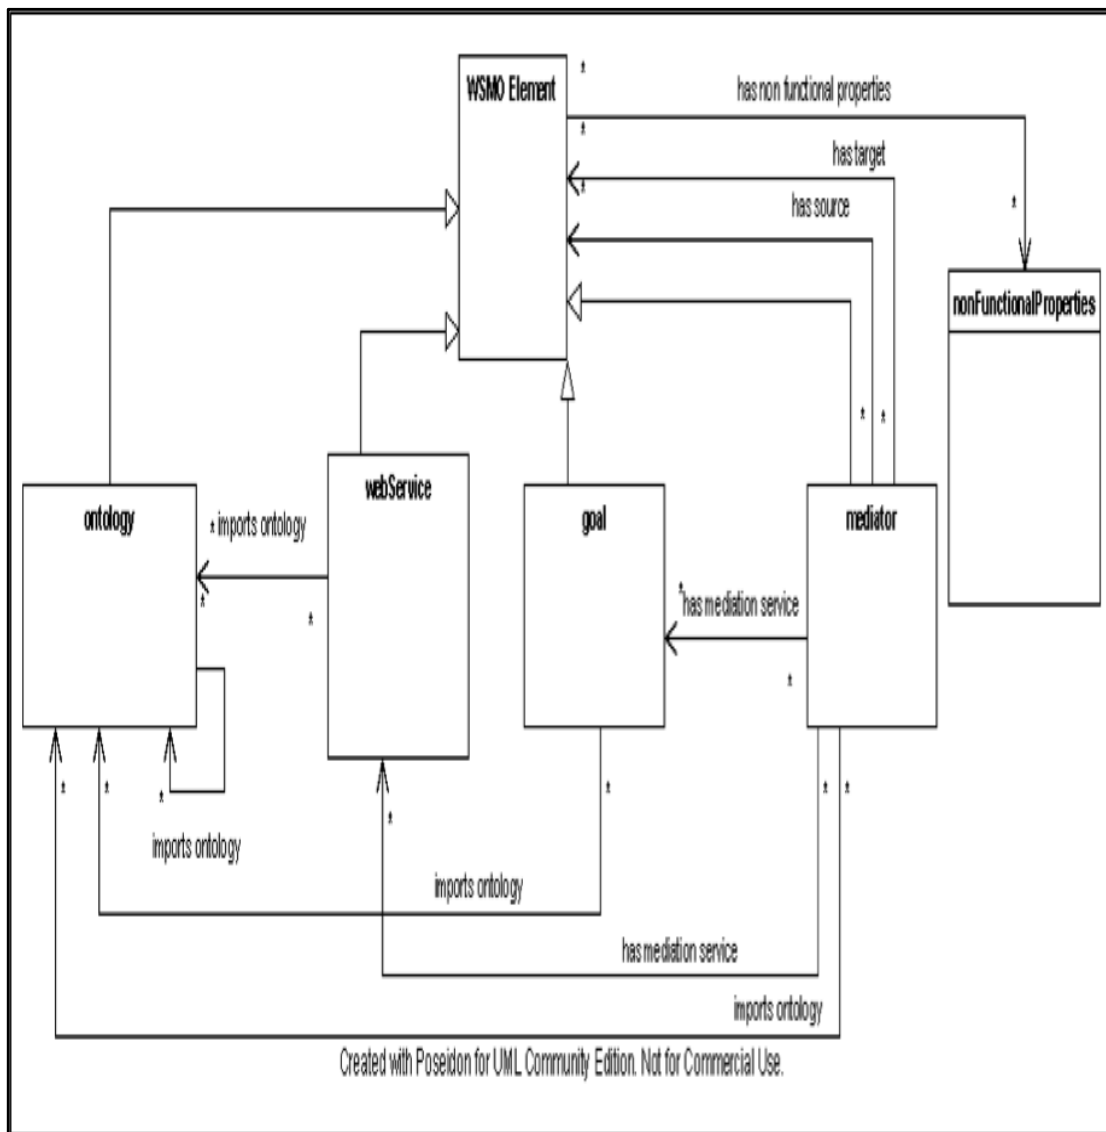 WSMO Element
*
has non functional properties
*
has target
*
has source
*
nonFunctionalProperties
* *
ontology
webService
goal
mediator
* imports ontology
*
*
*
has mediation service
*
* * * * * *
*
*
imports ontology
imports ontology
has mediation service
imports ontology
Created with Poseidon for UML Community Edition. Not for Commercial Use.